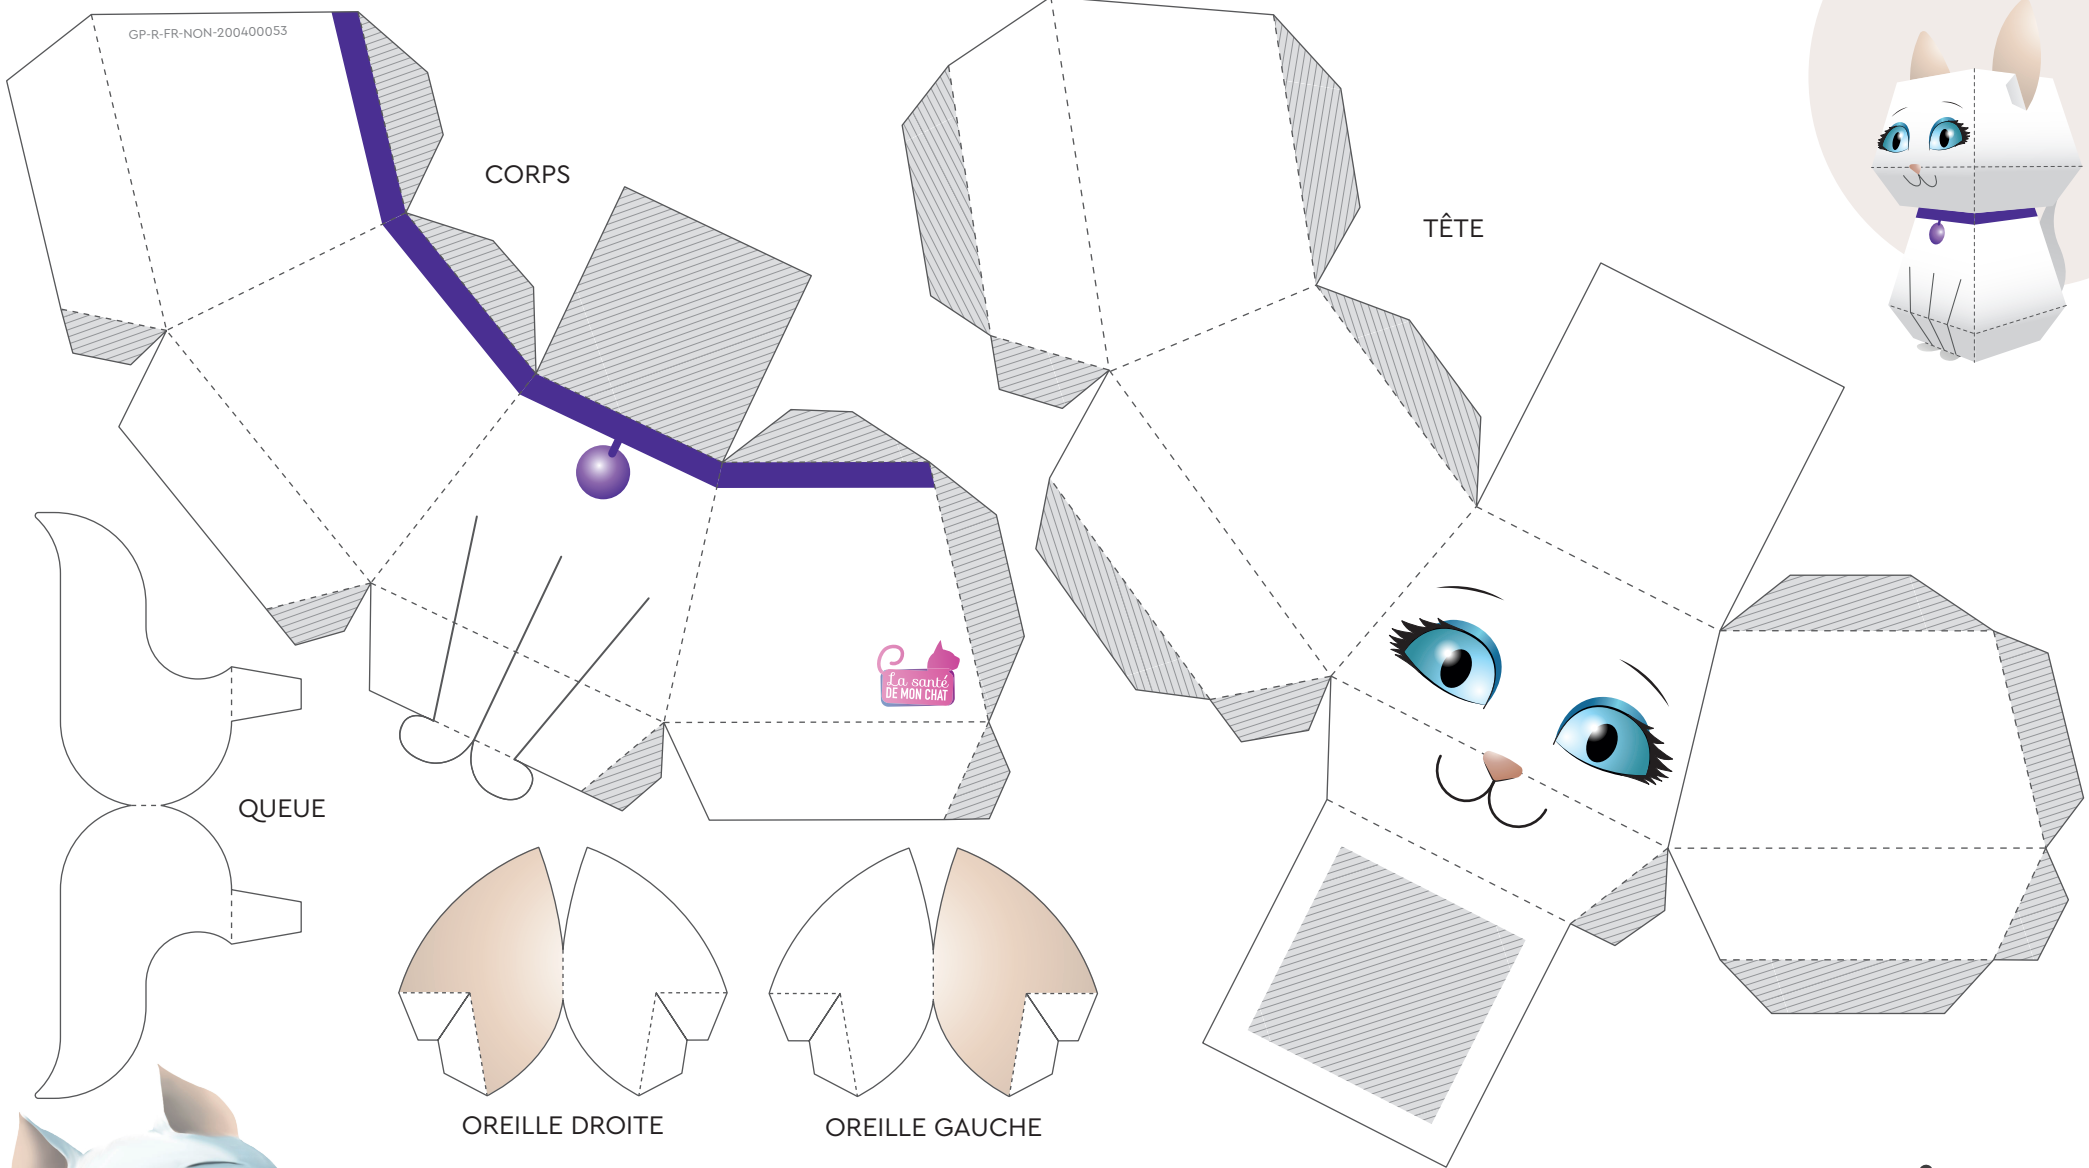 GP-R-FR-NON-200400053
CORPS
TÊTE
La santé
DE MON CHAT
QUEUE
OREILLE DROITE
OREILLE GAUCHE